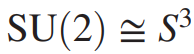 SU(2) ≅ S³